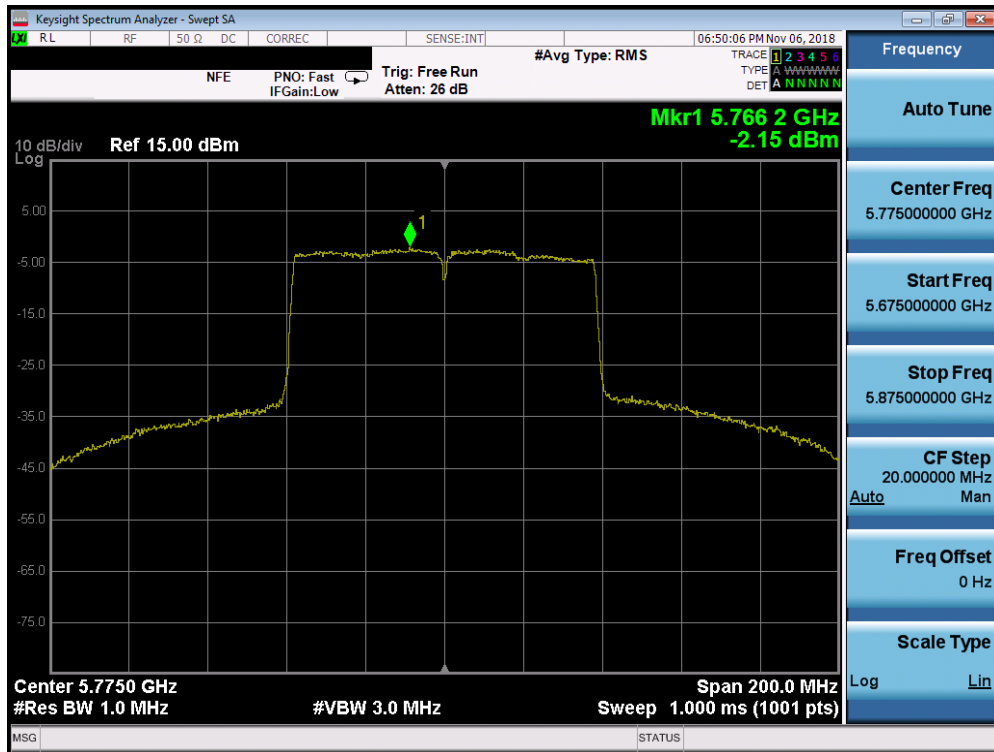 Keysight Spectrum Analyzer - Swept SA
LXI RL RF 50 Ω DC CORREC SENSE:INT 06:50:06 PM Nov 06, 2018
NFE PNO: Fast IFGain:Low Trig: Free Run Atten: 26 dB #Avg Type: RMS
TRACE 1 2 3 4 5 6
TYPE A WWWWW
DET A N N N N N
Mkr1 5.766 2 GHz
-2.15 dBm
10 dB/div Ref 15.00 dBm
Log
1
5.00
-5.00
-15.0
-25.0
-35.0
-45.0
-55.0
-65.0
-75.0
Center 5.7750 GHz Span 200.0 MHz
#Res BW 1.0 MHz #VBW 3.0 MHz Sweep 1.000 ms (1001 pts)
MSG STATUS
Frequency
Auto Tune
Center Freq
5.775000000 GHz
Start Freq
5.675000000 GHz
Stop Freq
5.875000000 GHz
CF Step
20.000000 MHz
Auto Man
Freq Offset
0 Hz
Scale Type
Log Lin